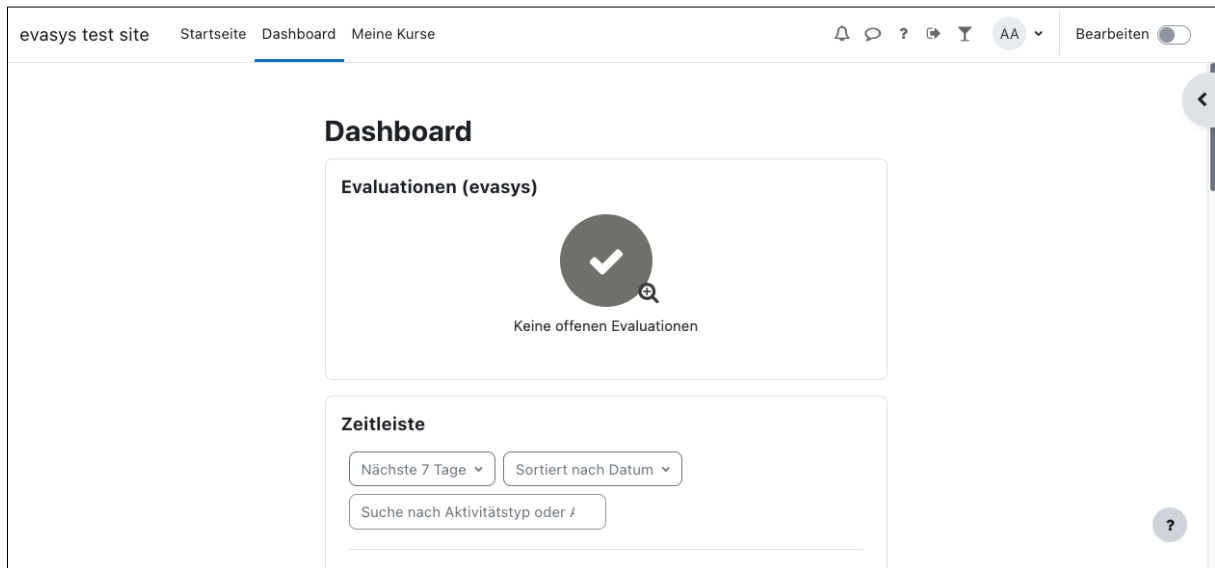 evasys test site Startseite Dashboard Meine Kurse ? AA Bearbeiten
Dashboard
Evaluationen (evasys)
Keine offenen Evaluationen
Zeitleiste
Nächste 7 Tage Sortiert nach Datum
Suche nach Aktivitätstyp oder
?